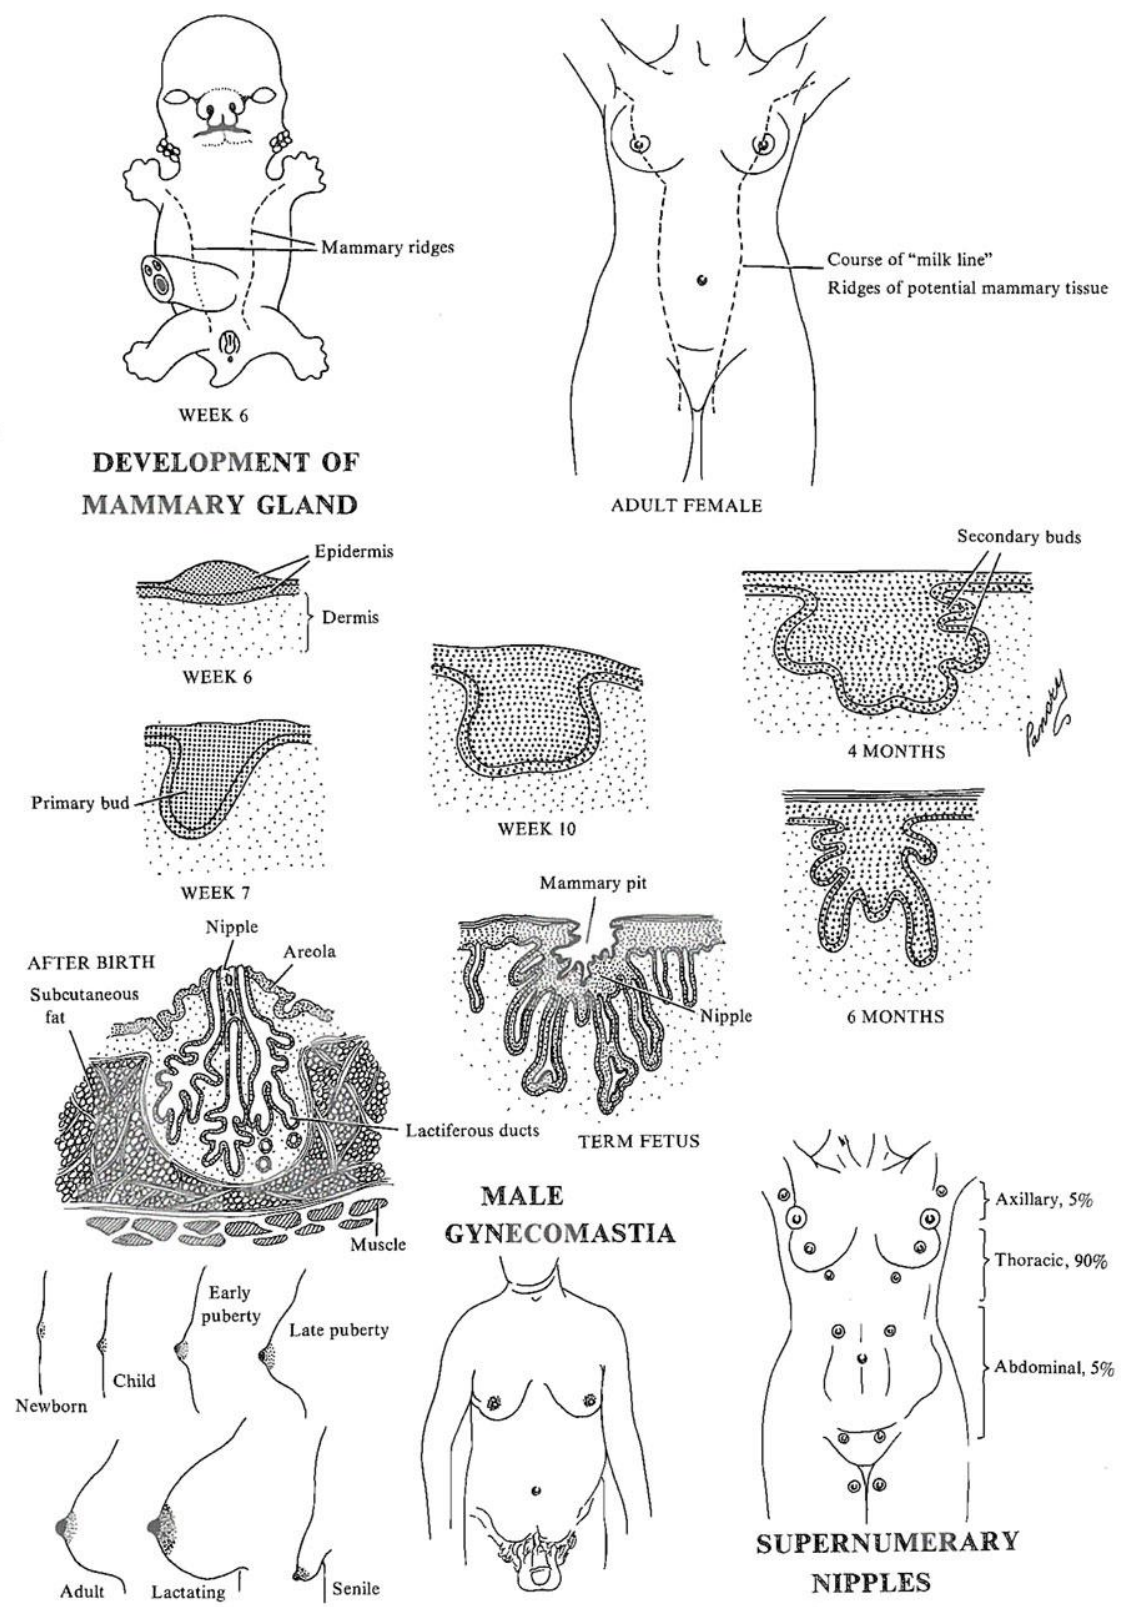 Mammary ridges
WEEK 6
Course of “milk line”
Ridges of potential mammary tissue
ADULT FEMALE
DEVELOPMENT OF
MAMMARY GLAND
Epidermis
Dermis
WEEK 6
Primary bud
WEEK 7
WEEK 10
Secondary buds
4 MONTHS
Pansky
6 MONTHS
Mammary pit
Nipple
TERM FETUS
AFTER BIRTH
Nipple
Areola
Subcutaneous
fat
Lactiferous ducts
Muscle
Newborn
Child
Early
puberty
Late puberty
Adult
Lactating
Senile
MALE
GYNECOMASTIA
Axillary, 5%
Thoracic, 90%
Abdominal, 5%
SUPERNUMERARY
NIPPLES